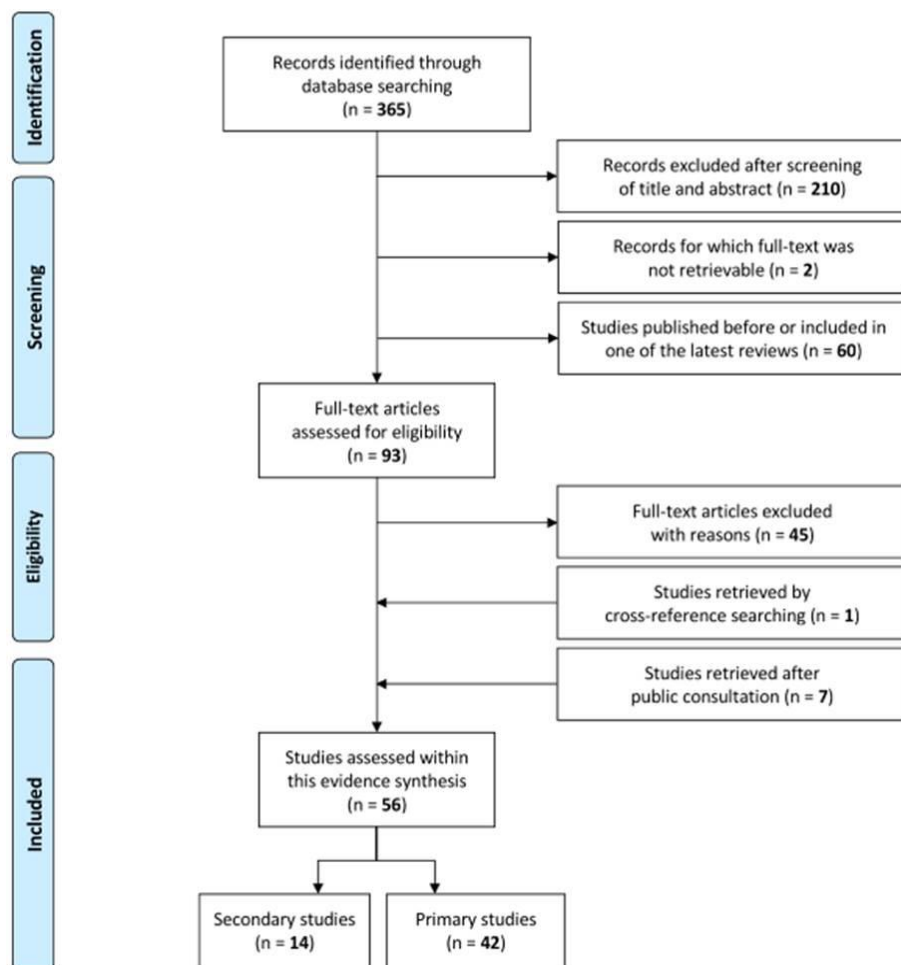 Identification
Records identified through
database searching
(n = 365)
Records excluded after screening
of title and abstract (n = 210)
Screening
Records for which full-text was
not retrievable (n = 2)
Studies published before or included in
one of the latest reviews (n = 60)
Full-text articles
assessed for eligibility
(n = 93)
Eligibility
Full-text articles excluded
with reasons (n = 45)
Studies retrieved by
cross-reference searching (n = 1)
Studies retrieved after
public consultation (n = 7)
Included
Studies assessed within
this evidence synthesis
(n = 56)
Secondary studies
(n = 14)
Primary studies
(n = 42)